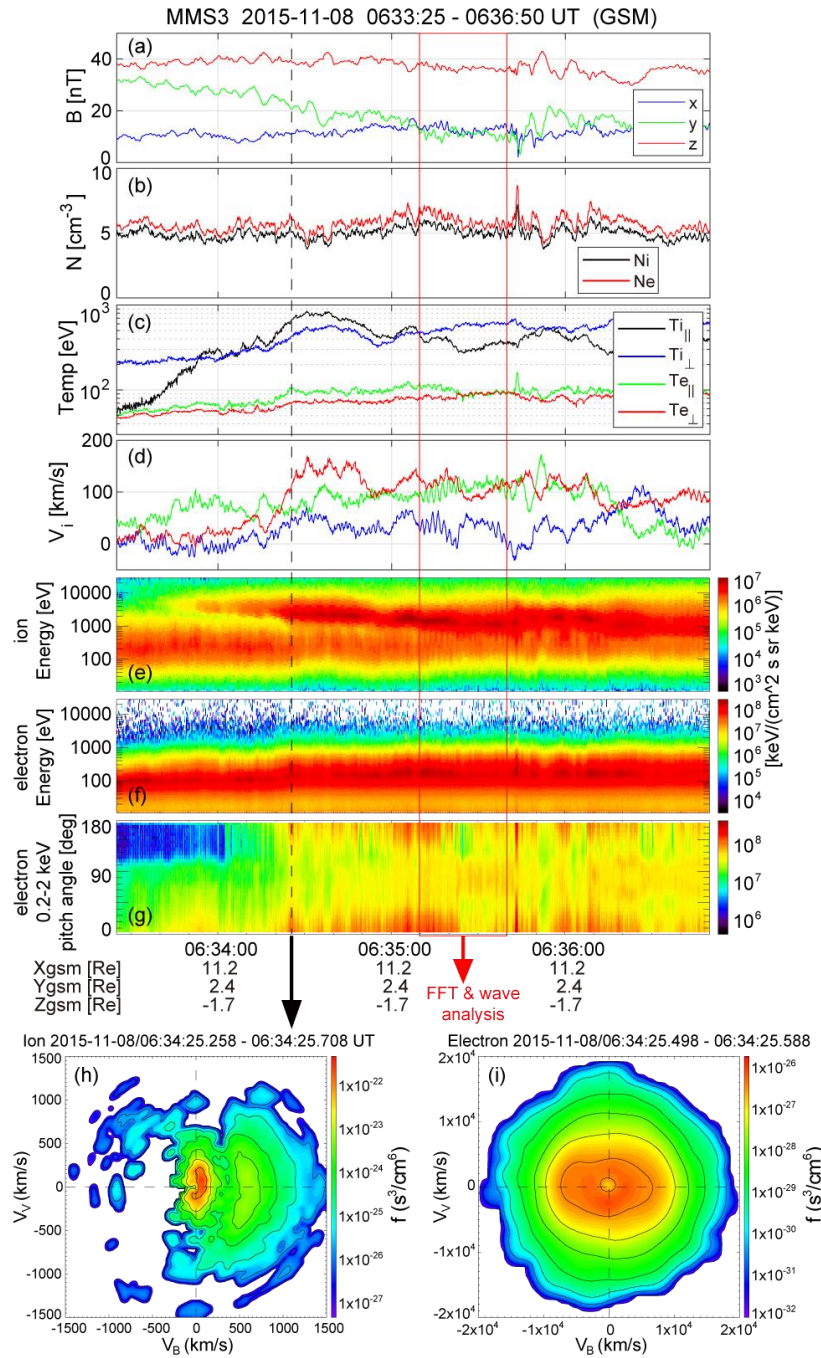 MMS3 2015-11-08 0633:25 - 0636:50 UT (GSM)
(a)
B [nT]
40
20
0
x
y
z
(b)
N [cm⁻³]
10
5
0
Ni
Ne
(c)
Temp [eV]
10³
10²
Ti||
Ti⊥
Te||
Te⊥
(d)
Vi [km/s]
200
100
0
(e)
ion
Energy [eV]
10000
1000
100
10⁷
10⁶
10⁵
10⁴
10³
(f)
electron
Energy [eV]
10000
1000
100
10⁸
10⁷
10⁶
10⁵
10⁴
[keV/(cm^2 s sr keV)]
(g)
electron
0.2-2 keV
pitch angle [deg]
180
90
0
10⁸
10⁷
10⁶
06:34:00 06:35:00 06:36:00
Xgsm [Re] 11.2 11.2 11.2
Ygsm [Re] 2.4 2.4 2.4
Zgsm [Re] -1.7 -1.7 -1.7
FFT & wave
analysis
Ion 2015-11-08/06:34:25.258 - 06:34:25.708 UT
(h)
VV (km/s)
1500
1000
500
0
-500
-1000
-1500
-1500 -1000 -500 0 500 1000 1500
VB (km/s)
1x10⁻²²
1x10⁻²³
1x10⁻²⁴
1x10⁻²⁵
1x10⁻²⁶
1x10⁻²⁷
f (s³/cm⁶)
Electron 2015-11-08/06:34:25.498 - 06:34:25.588
(i)
VV (km/s)
2x10⁴
1x10⁴
0
-1x10⁴
-2x10⁴
-2x10⁴ -1x10⁴ 0 1x10⁴ 2x10⁴
VB (km/s)
1x10⁻²⁶
1x10⁻²⁷
1x10⁻²⁸
1x10⁻²⁹
1x10⁻³⁰
1x10⁻³¹
1x10⁻³²
f (s³/cm⁶)